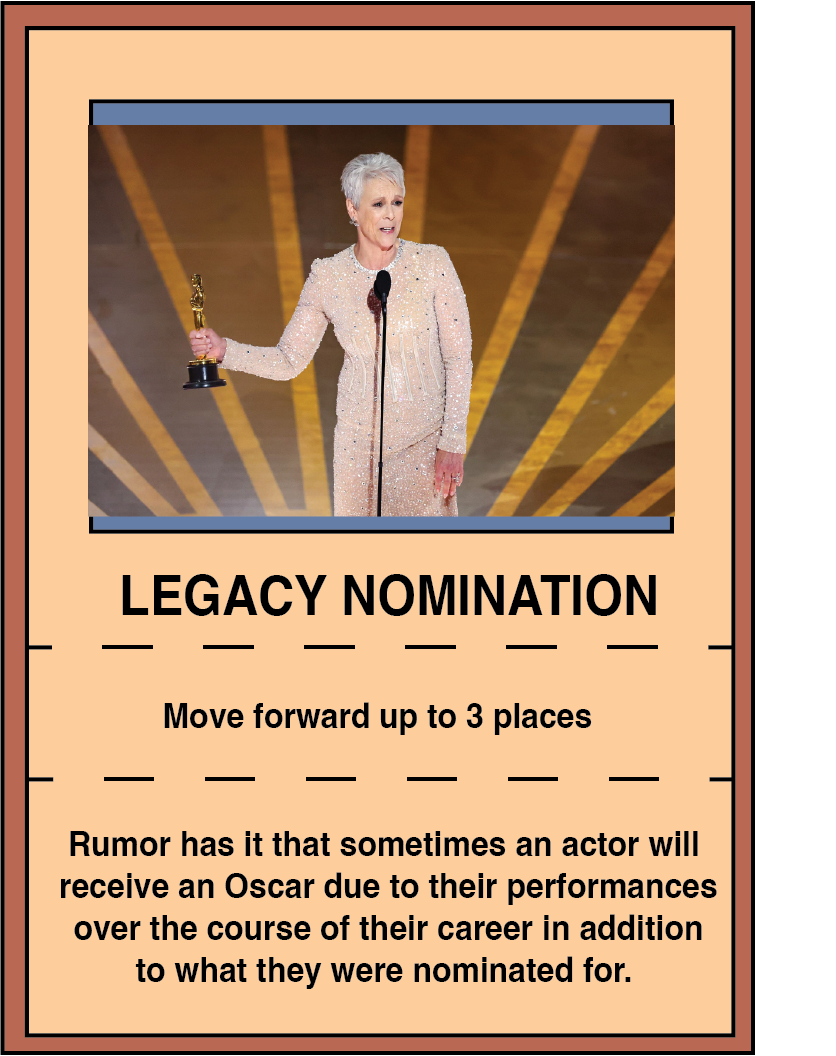 LEGACY NOMINATION
Move forward up to 3 places
Rumor has it that sometimes an actor will
receive an Oscar due to their performances
over the course of their career in addition
to what they were nominated for.